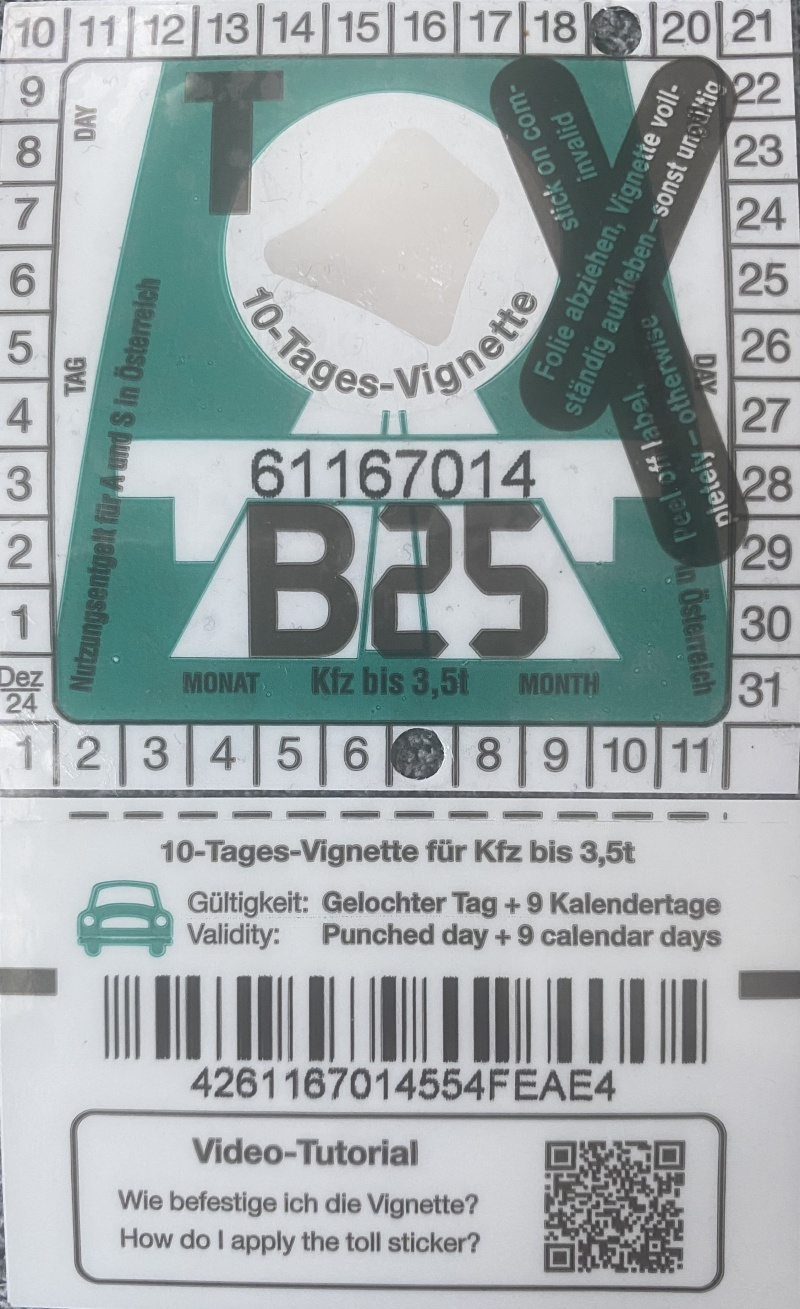 10 11 12 13 14 15 16 17 18 20 21
9
8
7
6
5
4
3
2
1
Dez
24
22
23
24
25
26
27
28
29
30
31
DAY
TAG
T
10-Tages-Vignette
Nutzungsentgelt für A und S in Österreich
Folie abziehen, Vignette voll-
ständig aufkleben – sonst ungültig
Peel off label,
stick on com-
pletely – otherwise
invalid
DAY
in Österreich
61167014
B25
MONAT Kfz bis 3,5t MONTH
1 2 3 4 5 6 8 9 10 11
10-Tages-Vignette für Kfz bis 3,5t
Gültigkeit: Gelochter Tag + 9 Kalendertage
Validity: Punched day + 9 calendar days
4261167014554FEAE4
Video-Tutorial
Wie befestige ich die Vignette?
How do I apply the toll sticker?